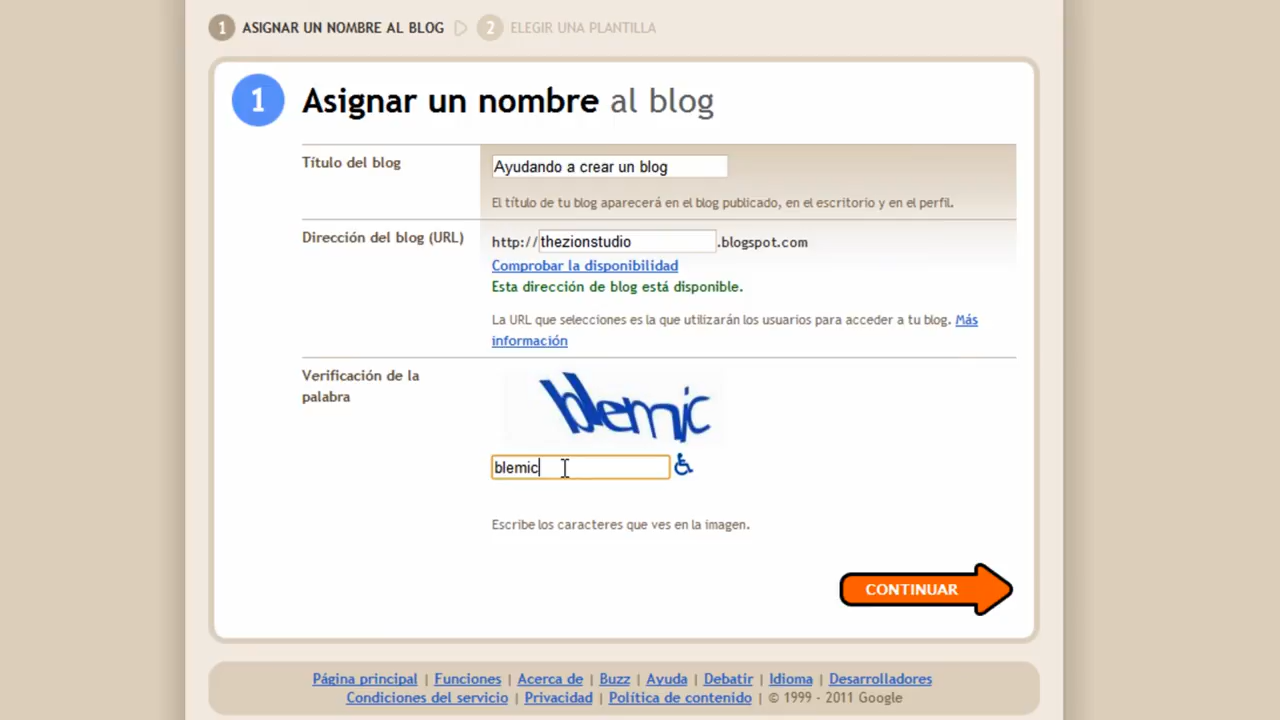 1 ASIGNAR UN NOMBRE AL BLOG 2 ELEGIR UNA PLANTILLA
1 Asignar un nombre al blog
Título del blog Ayudando a crear un blog
El título de tu blog aparecerá en el blog publicado, en el escritorio y en el perfil.
Dirección del blog (URL) http://thezionstudio.blogspot.com
Comprobar la disponibilidad
Esta dirección de blog está disponible.
La URL que selecciones es la que utilizarán los usuarios para acceder a tu blog. Más
información
Verificación de la
palabra
blemic
blemic
Escribe los caracteres que ves en la imagen.
CONTINUAR
Página principal | Funciones | Acerca de | Buzz | Ayuda | Debatir | Idioma | Desarrolladores
Condiciones del servicio | Privacidad | Política de contenido | © 1999 - 2011 Google